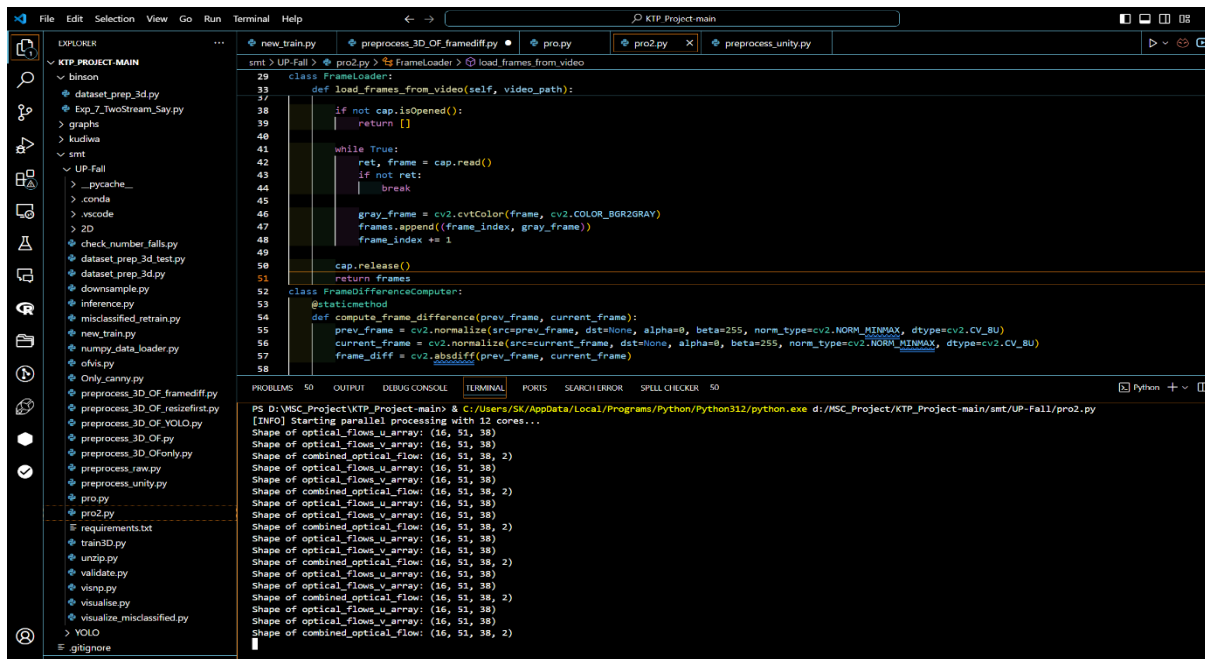 File Edit Selection View Go Run Terminal Help
KTP_Project-main
EXPLORER
KTP_PROJECT-MAIN
binson
dataset_prep_3d.py
Exp_7_TwoStream_Say.py
graphs
kudiwa
smt
UP-Fall
__pycache__
.conda
.vscode
2D
check_number_falls.py
dataset_prep_3d_test.py
dataset_prep_3d.py
downsample.py
inference.py
misclassified_retrain.py
new_train.py
numpy_data_loader.py
ofvis.py
Only_canny.py
preprocess_3D_OF_framediff.py
preprocess_3D_OF_resizefirst.py
preprocess_3D_OF_YOLO.py
preprocess_3D_OF.py
preprocess_3D_OFonly.py
preprocess_raw.py
preprocess_unity.py
pro.py
pro2.py
requirements.txt
train3D.py
unzip.py
validate.py
visnp.py
visualise.py
visualize_misclassified.py
YOLO
.gitignore
new_train.py preprocess_3D_OF_framediff.py pro.py pro2.py preprocess_unity.py
smt > UP-Fall > pro2.py > FrameLoader > load_frames_from_video
29 class FrameLoader:
33 def load_frames_from_video(self, video_path):
37
38 if not cap.isOpened():
39 return []
40
41 while True:
42 ret, frame = cap.read()
43 if not ret:
44 break
45
46 gray_frame = cv2.cvtColor(frame, cv2.COLOR_BGR2GRAY)
47 frames.append((frame_index, gray_frame))
48 frame_index += 1
49
50 cap.release()
51 return frames
52 class FrameDifferenceComputer:
53 @staticmethod
54 def compute_frame_difference(prev_frame, current_frame):
55 prev_frame = cv2.normalize(src=prev_frame, dst=None, alpha=0, beta=255, norm_type=cv2.NORM_MINMAX, dtype=cv2.CV_8U)
56 current_frame = cv2.normalize(src=current_frame, dst=None, alpha=0, beta=255, norm_type=cv2.NORM_MINMAX, dtype=cv2.CV_8U)
57 frame_diff = cv2.absdiff(prev_frame, current_frame)
58
PROBLEMS 50 OUTPUT DEBUG CONSOLE TERMINAL PORTS SEARCH ERROR SPELL CHECKER 50
Python
PS D:\MSC_Project\KTP_Project-main> & C:/Users/SK/AppData/Local/Programs/Python/Python312/python.exe d:/MSC_Project/KTP_Project-main/smt/UP-Fall/pro2.py
[INFO] Starting parallel processing with 12 cores...
Shape of optical_flows_u_array: (16, 51, 38)
Shape of optical_flows_v_array: (16, 51, 38)
Shape of combined_optical_flow: (16, 51, 38, 2)
Shape of optical_flows_u_array: (16, 51, 38)
Shape of optical_flows_v_array: (16, 51, 38)
Shape of combined_optical_flow: (16, 51, 38, 2)
Shape of optical_flows_u_array: (16, 51, 38)
Shape of optical_flows_v_array: (16, 51, 38)
Shape of combined_optical_flow: (16, 51, 38, 2)
Shape of optical_flows_u_array: (16, 51, 38)
Shape of optical_flows_v_array: (16, 51, 38)
Shape of combined_optical_flow: (16, 51, 38, 2)
Shape of optical_flows_u_array: (16, 51, 38)
Shape of optical_flows_v_array: (16, 51, 38)
Shape of combined_optical_flow: (16, 51, 38, 2)
Shape of optical_flows_u_array: (16, 51, 38)
Shape of optical_flows_v_array: (16, 51, 38)
Shape of combined_optical_flow: (16, 51, 38, 2)